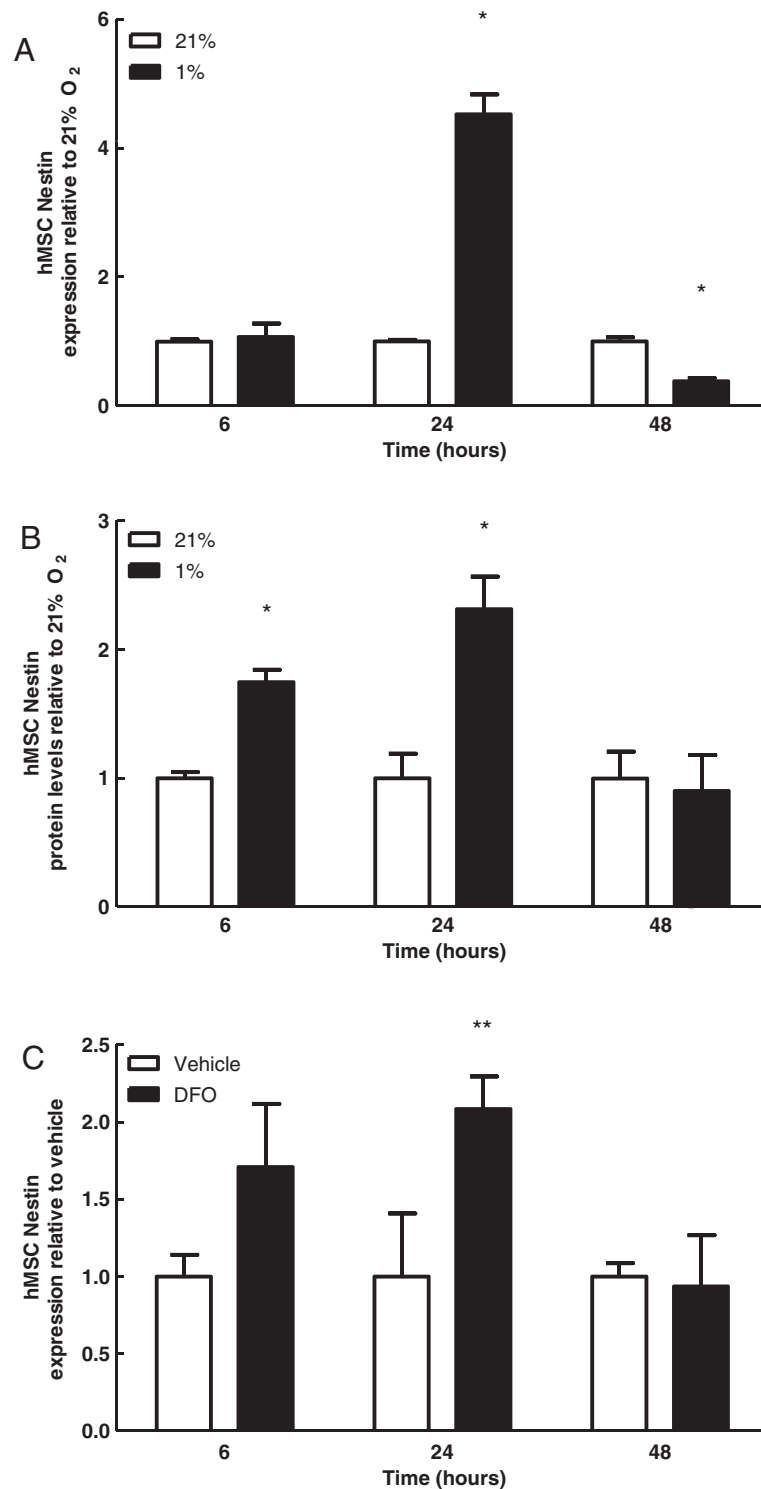 A
hMSC Nestin
expression relative to 21% O2
6
4
2
0
21%
1%
*
*
6 24 48
Time (hours)
B
hMSC Nestin
protein levels relative to 21% O2
3
2
1
0
21%
1%
*
*
6 24 48
Time (hours)
C
hMSC Nestin
expression relative to vehicle
2.5
2.0
1.5
1.0
0.5
0.0
Vehicle
DFO
**
6 24 48
Time (hours)